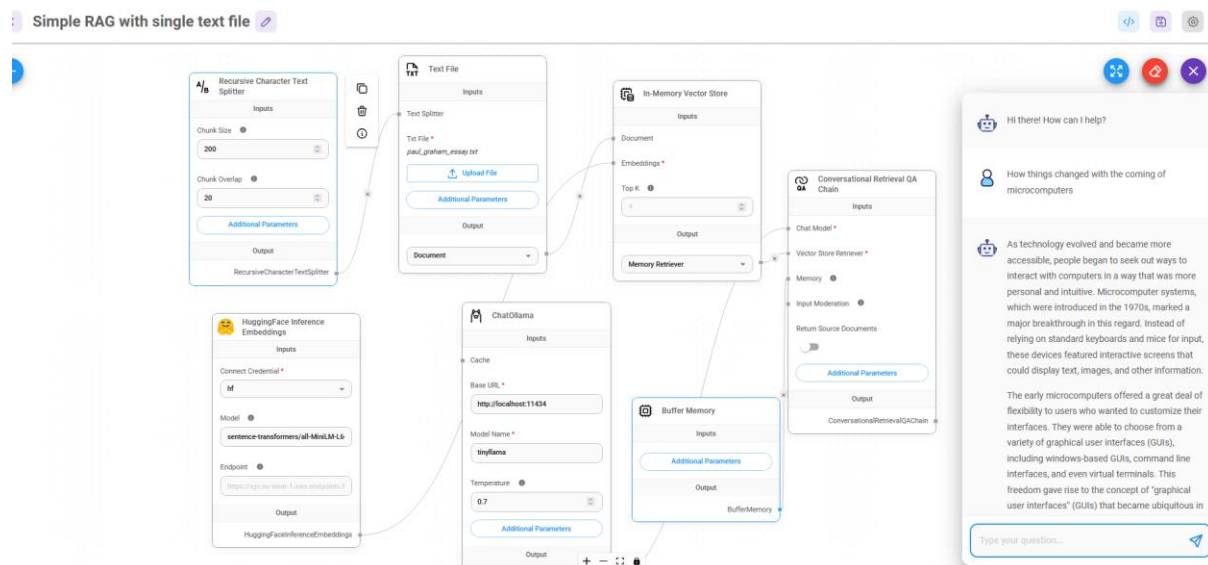 Simple RAG with single text file
Recursive Character Text
Splitter
Inputs
Chunk Size
200
Chunk Overlap
20
Additional Parameters
Output
RecursiveCharacterTextSplitter
TXT
Text File
Inputs
Text Splitter
Txt File *
paul_graham_essay.txt
Upload File
Additional Parameters
Output
Document
In-Memory Vector Store
Inputs
Document
Embeddings *
Top K
Output
Memory Retriever
QA
Conversational Retrieval QA
Chain
Inputs
Chat Model *
Vector Store Retriever *
Memory
Input Moderation
Return Source Documents
Additional Parameters
Output
ConversationalRetrievalQAChain
HuggingFace Inference
Embeddings
Inputs
Connect Credential *
hf
Model
sentence-transformers/all-MiniLM-L6-
Endpoint
Output
HuggingFaceInferenceEmbeddings
ChatOllama
Inputs
Cache
Base URL *
http://localhost:11434
Model Name *
tinyllama
Temperature
0.7
Additional Parameters
Output
Buffer Memory
Inputs
Additional Parameters
Output
BufferMemory
Hi there! How can I help?
How things changed with the coming of
microcomputers
As technology evolved and became more
accessible, people began to seek out ways to
interact with computers in a way that was more
personal and intuitive. Microcomputer systems,
which were introduced in the 1970s, marked a
major breakthrough in this regard. Instead of
relying on standard keyboards and mice for input,
these devices featured interactive screens that
could display text, images, and other information.
The early microcomputers offered a great deal of
flexibility to users who wanted to customize their
interfaces. They were able to choose from a
variety of graphical user interfaces (GUIs),
including windows-based GUIs, command line
interfaces, and even virtual terminals. This
freedom gave rise to the concept of "graphical
user interfaces" (GUIs) that became ubiquitous in
Type your question...